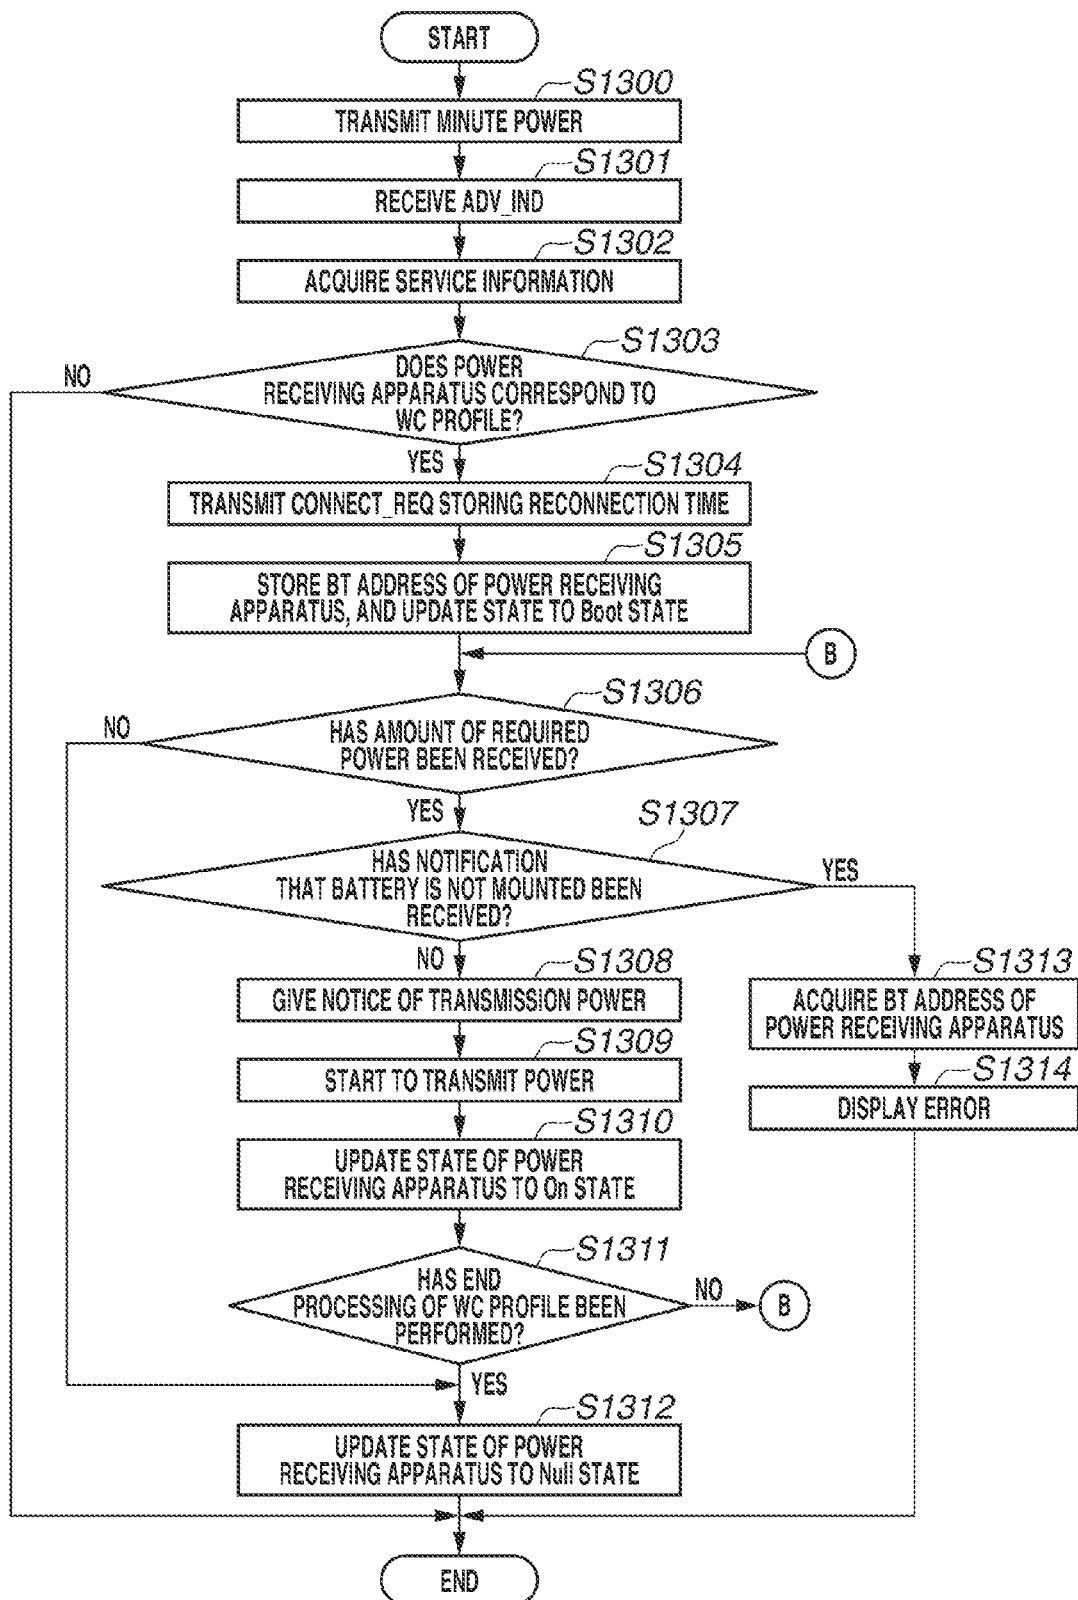 START
S1300
TRANSMIT MINUTE POWER
S1301
RECEIVE ADV_IND
S1302
ACQUIRE SERVICE INFORMATION
S1303
NO
DOES POWER
RECEIVING APPARATUS CORRESPOND TO
WC PROFILE?
YES
S1304
TRANSMIT CONNECT_REQ STORING RECONNECTION TIME
S1305
STORE BT ADDRESS OF POWER RECEIVING
APPARATUS, AND UPDATE STATE TO Boot STATE
B
S1306
NO
HAS AMOUNT OF REQUIRED
POWER BEEN RECEIVED?
YES
S1307
HAS NOTIFICATION
THAT BATTERY IS NOT MOUNTED BEEN
RECEIVED?
YES
NO
S1308
GIVE NOTICE OF TRANSMISSION POWER
S1313
ACQUIRE BT ADDRESS OF
POWER RECEIVING APPARATUS
S1309
START TO TRANSMIT POWER
S1314
DISPLAY ERROR
S1310
UPDATE STATE OF POWER
RECEIVING APPARATUS TO On STATE
S1311
HAS END
PROCESSING OF WC PROFILE BEEN
PERFORMED?
NO
B
YES
S1312
UPDATE STATE OF POWER
RECEIVING APPARATUS TO Null STATE
END